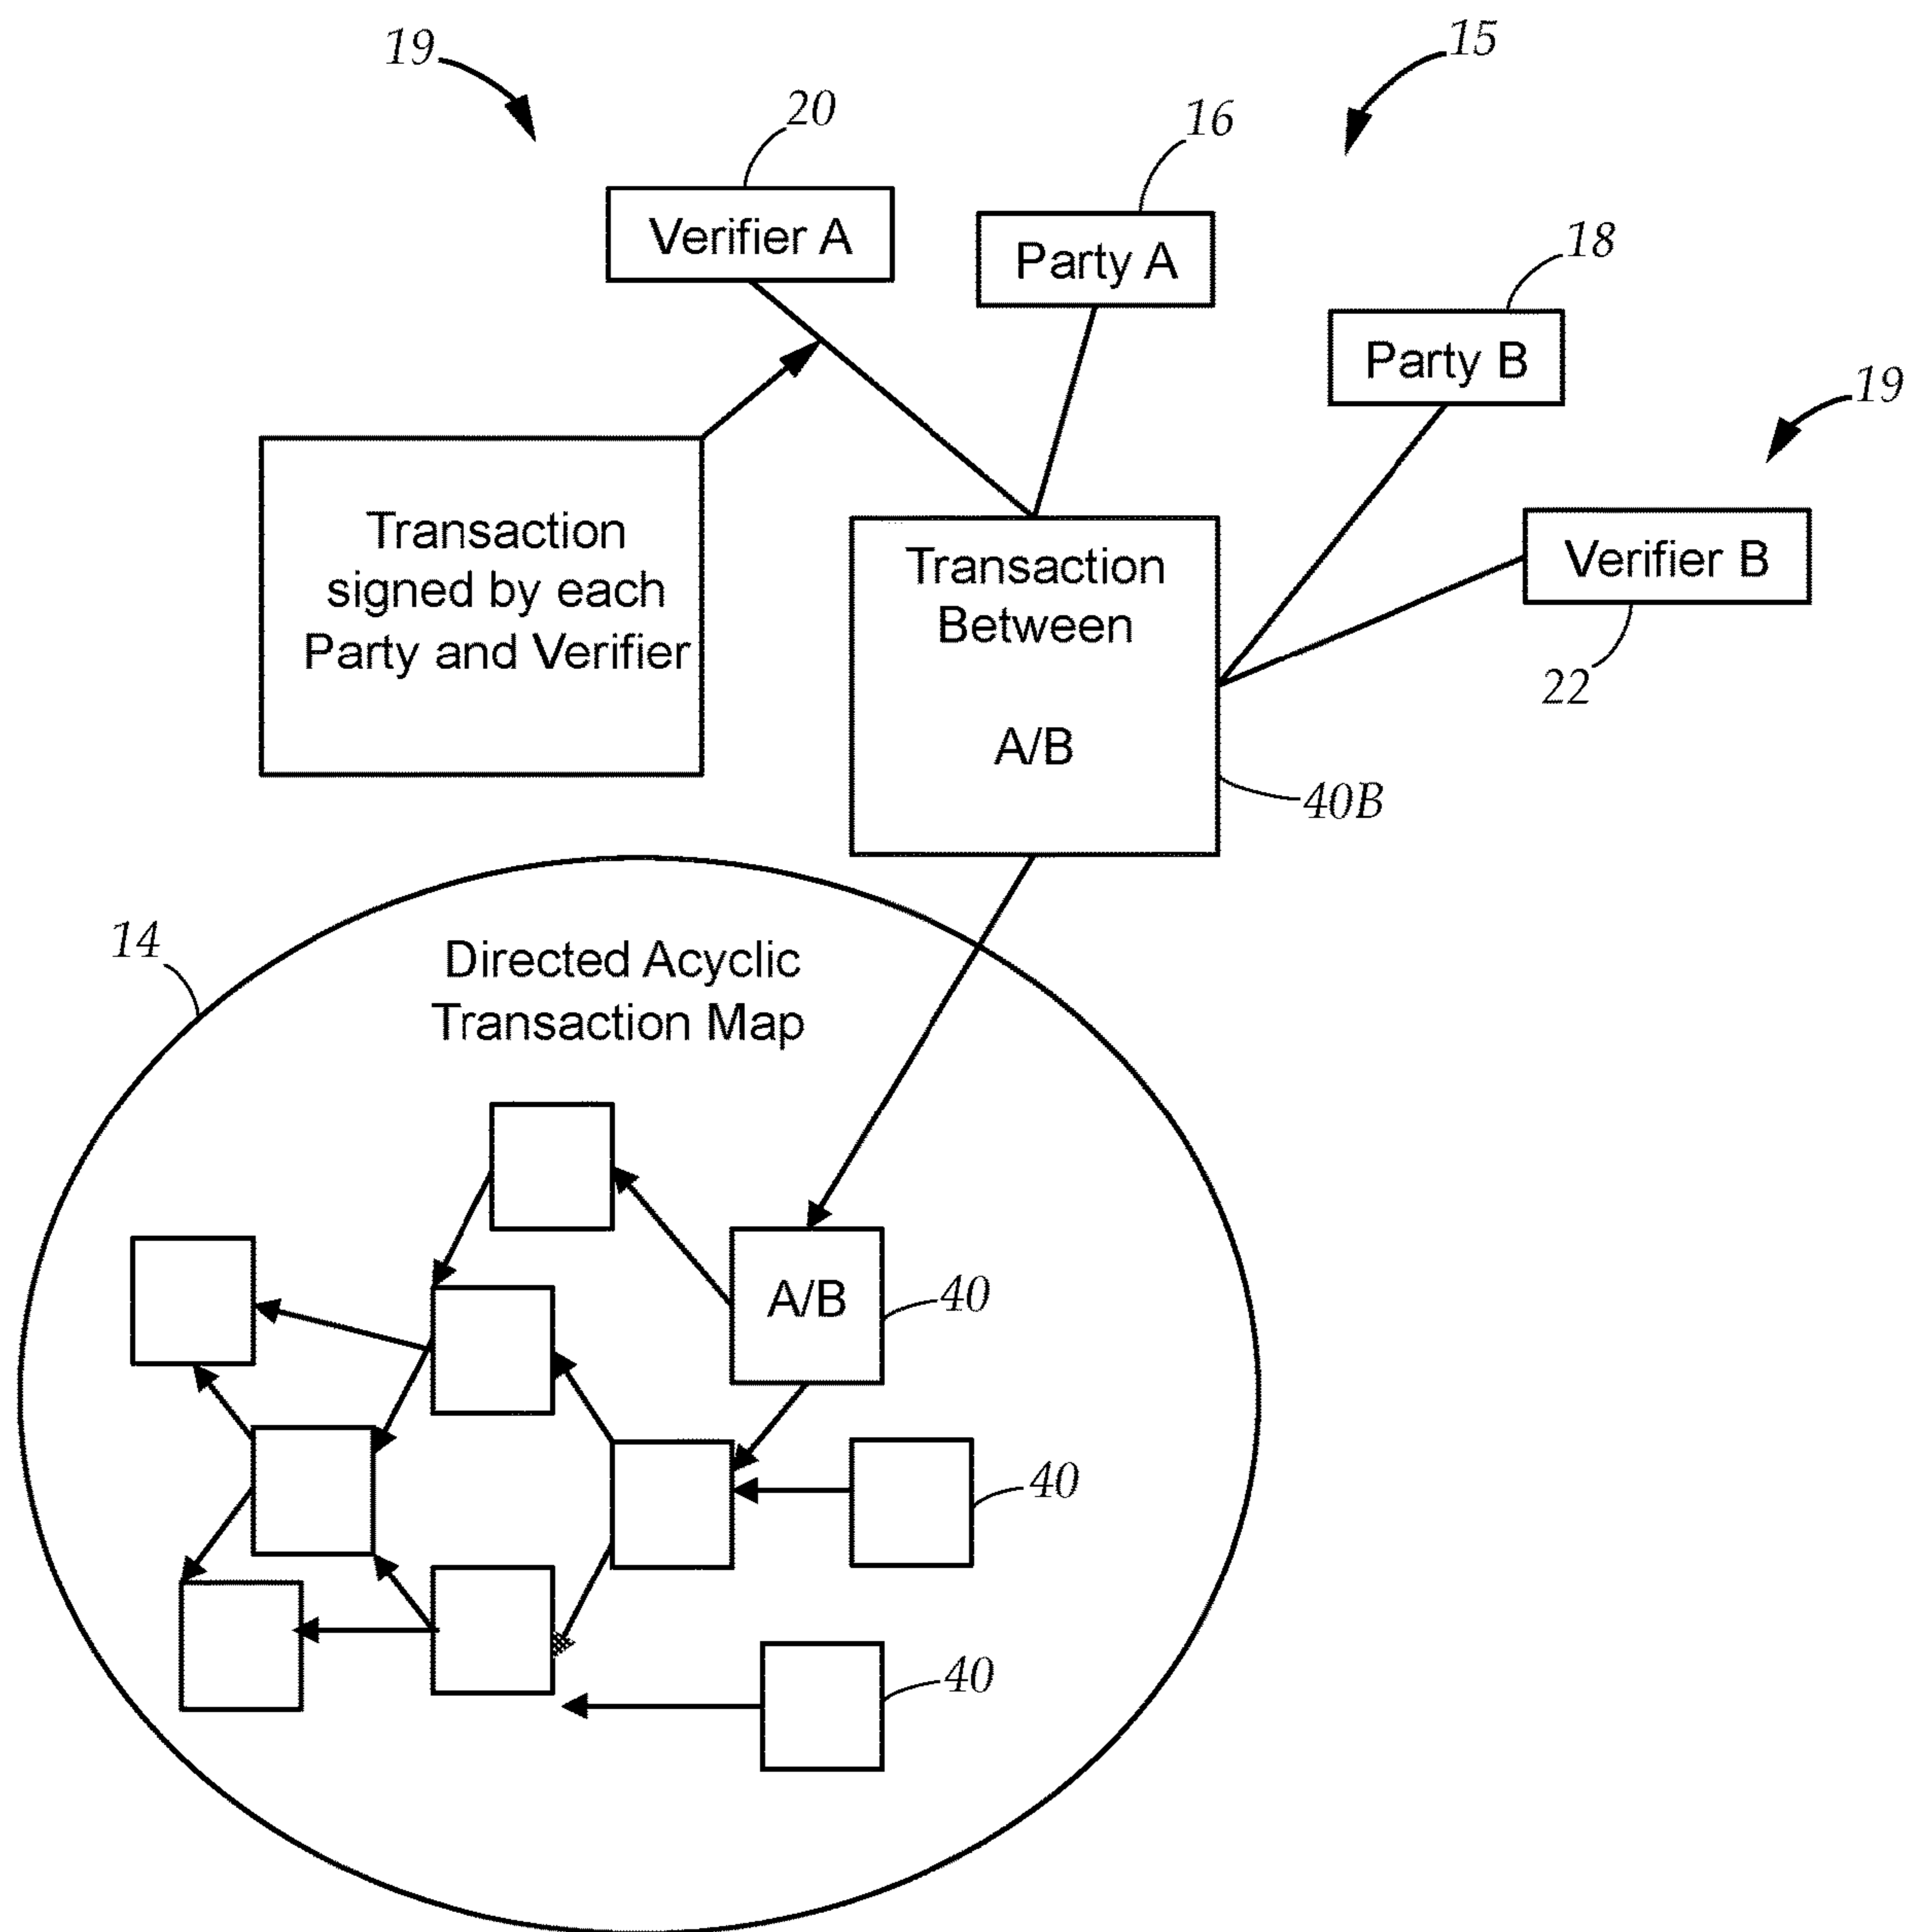 19
15
20
16
Verifier A
Party A
18
Party B
19
Transaction
signed by each
Party and Verifier
Transaction
Between
A/B
Verifier B
22
40B
14
Directed Acyclic
Transaction Map
A/B
40
40
40